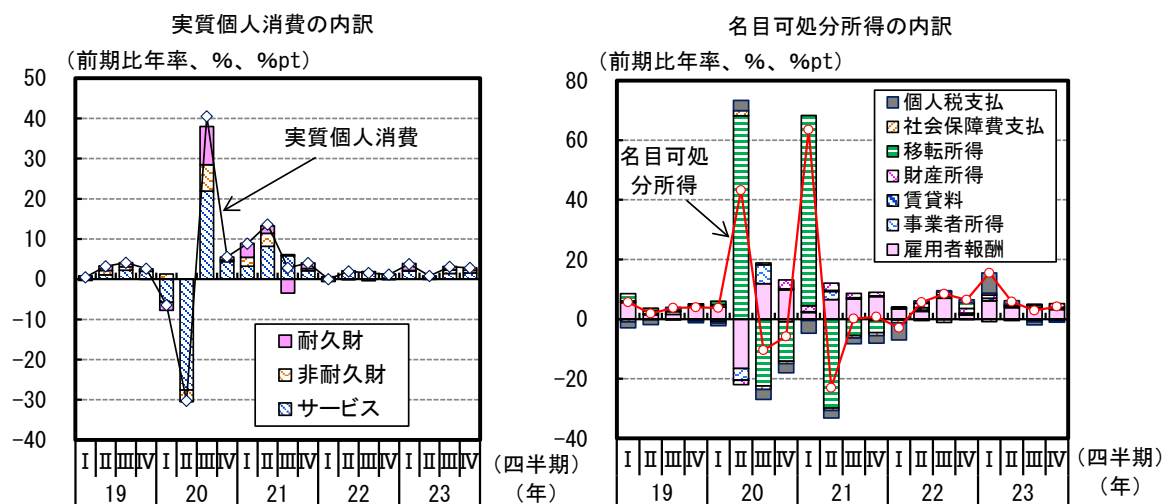 実質個人消費の内訳
（前期比年率、%、%pt）
50
40
30
20
10
0
-10
-20
-30
-40
実質個人消費
耐久財
非耐久財
サービス
Ⅰ Ⅱ Ⅲ Ⅳ Ⅰ Ⅱ Ⅲ Ⅳ Ⅰ Ⅱ Ⅲ Ⅳ Ⅰ Ⅱ Ⅲ Ⅳ Ⅰ Ⅱ Ⅲ Ⅳ （四半期）
19 20 21 22 23 （年）
名目可処分所得の内訳
（前期比年率、%、%pt）
80
60
40
20
0
-20
-40
個人税支払
社会保障費支払
移転所得
財産所得
賃貸料
事業者所得
雇用者報酬
名目可処
分所得
Ⅰ Ⅱ Ⅲ Ⅳ Ⅰ Ⅱ Ⅲ Ⅳ Ⅰ Ⅱ Ⅲ Ⅳ Ⅰ Ⅱ Ⅲ Ⅳ Ⅰ Ⅱ Ⅲ Ⅳ （四半期）
19 20 21 22 23 （年）